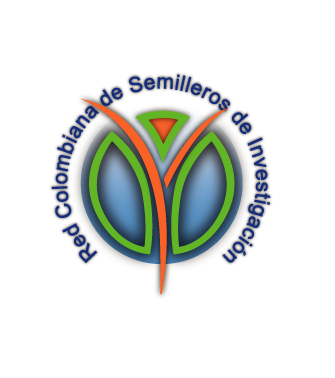 Red Colombiana de Semilleros de Investigación